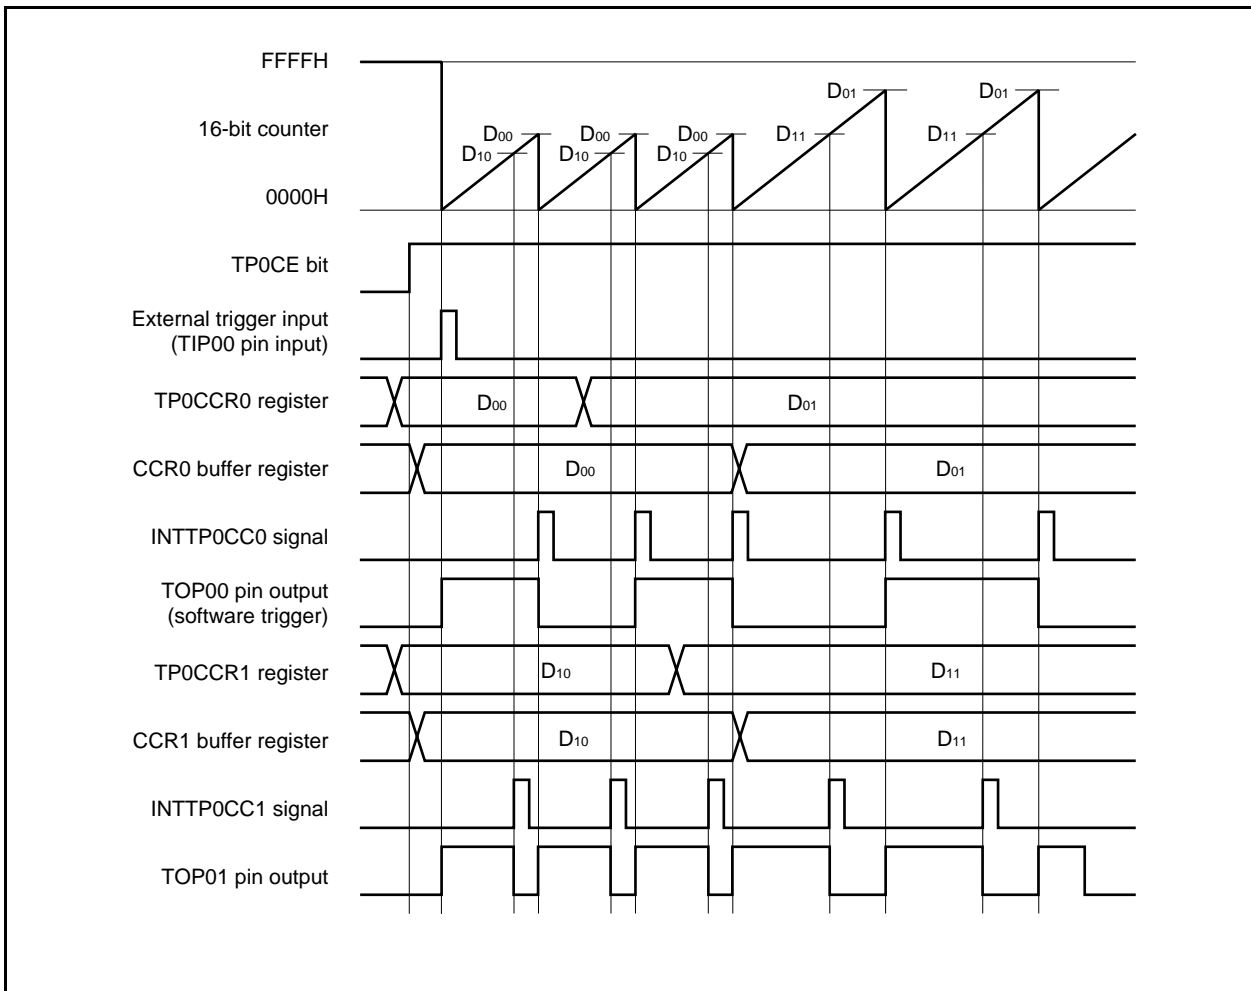 FFFFH
16-bit counter
0000H
D01 D01
D00 D00 D00 D11 D11
D10 D10 D10
TP0CE bit
External trigger input
(TIP00 pin input)
TP0CCR0 register D00 D01
CCR0 buffer register D00 D01
INTTP0CC0 signal
TOP00 pin output
(software trigger)
TP0CCR1 register D10 D11
CCR1 buffer register D10 D11
INTTP0CC1 signal
TOP01 pin output